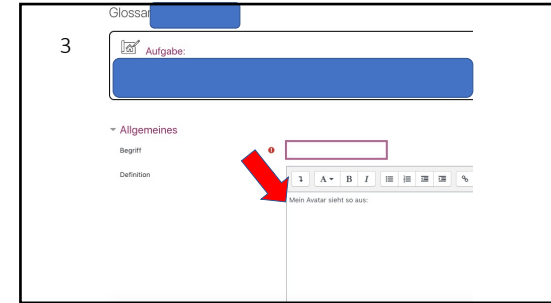 Glossar
3
Aufgabe:
Allgemeines
Begriff
Definition
A B I
Mein Avatar sieht so aus: